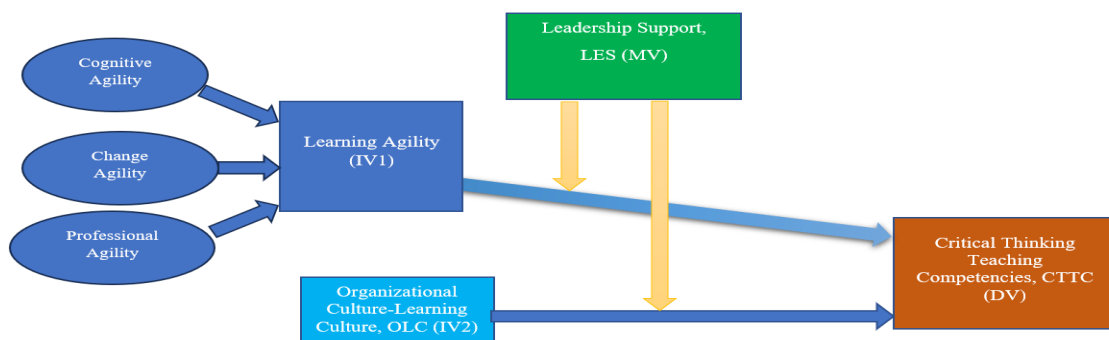 Cognitive
Agility
Change
Agility
Professional
Agility
Learning Agility
(IV1)
Leadership Support,
LES (MV)
Organizational
Culture-Learning
Culture, OLC (IV2)
Critical Thinking
Teaching
Competencies, CTTC
(DV)